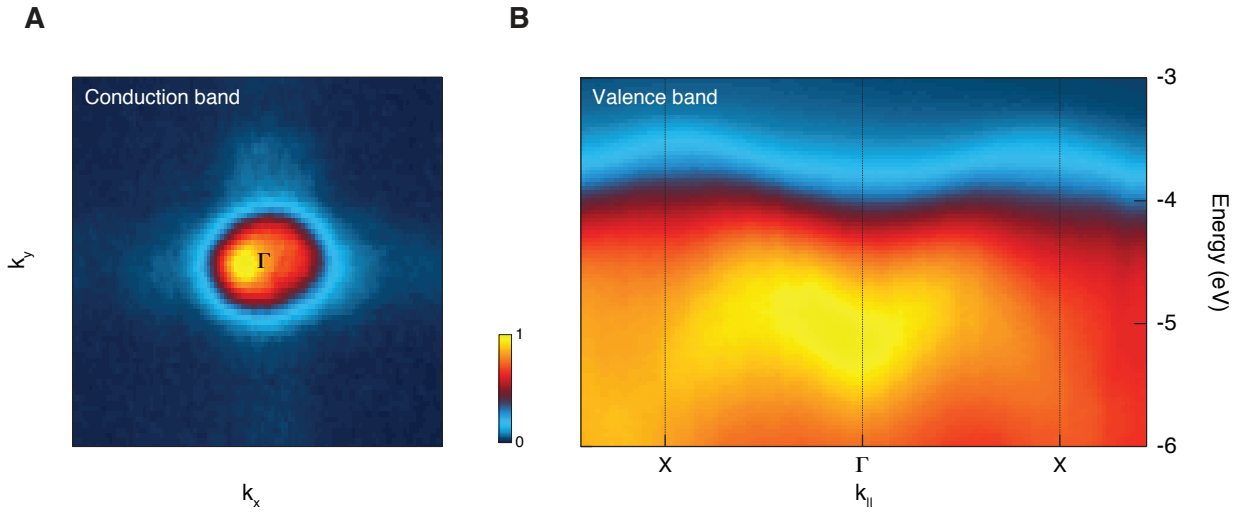 A
B
Conduction band
Γ
k_y
k_x
1
0
Valence band
-3
-4
-5
-6
Energy (eV)
X Γ X
k_||